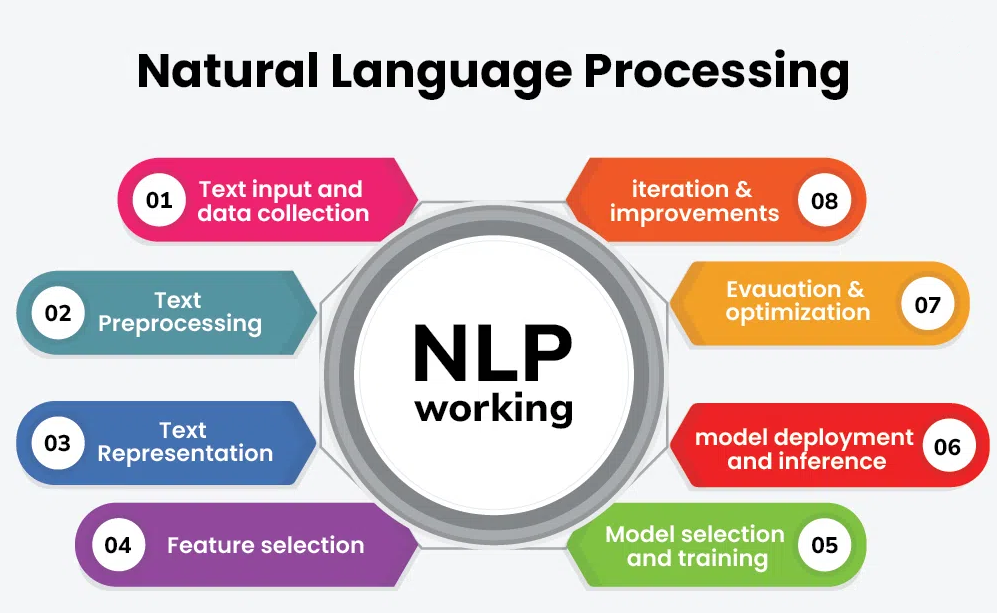 Natural Language Processing
01
Text input and
data collection
02
Text
Preprocessing
03
Text
Representation
04
Feature selection
NLP
working
08
iteration &
improvements
07
Evauation &
optimization
06
model deployment
and inference
05
Model selection
and training